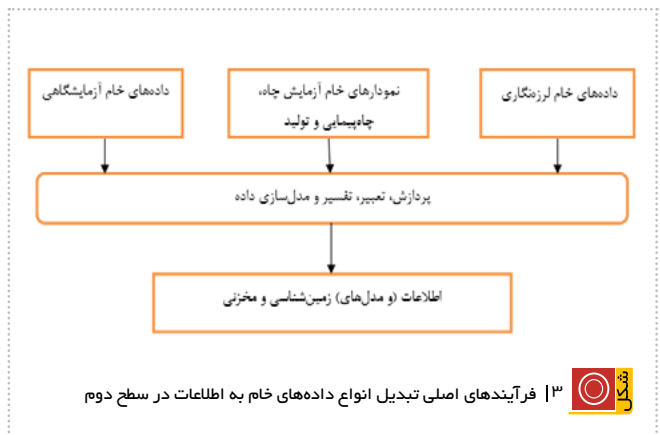 داده‌های خام لرزه‌نگاری
نمودارهای خام آزمایش چاه،
چاه‌پیمایی و تولید
داده‌های خام آزمایشگاهی
پردازش، تعبیر، تفسیر و مدل‌سازی داده
اطلاعات (و مدل‌های) زمین‌شناسی و مخزنی
شکل ۳| فرآیندهای اصلی تبدیل انواع داده‌های خام به اطلاعات در سطح دوم